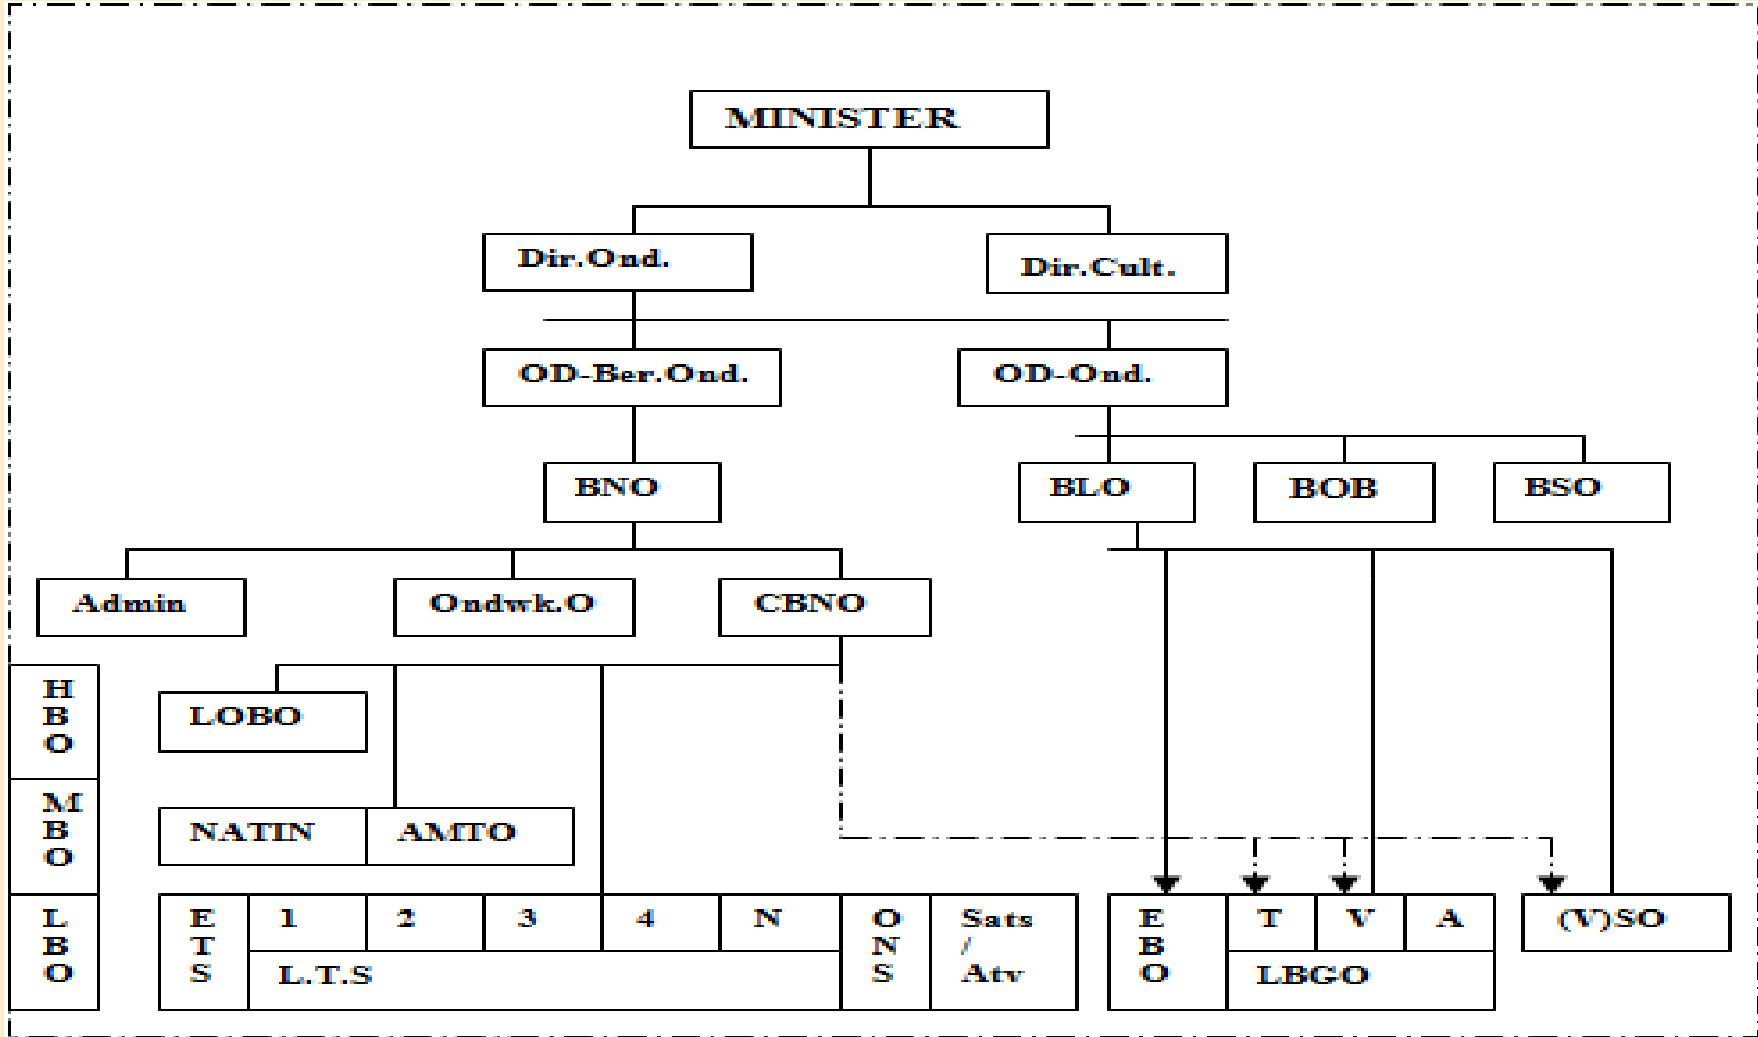 MINISTER
Dir.Ond.
Dir.Cult.
OD-Ber.Ond.
OD-Ond.
BNO
BLO
BOB
BSO
Admin
Ondwk.O
CBNO
H
B
O
LOBO
M
B
O
NATIN
AMTO
L
B
O
E
T
S
1
2
3
4
N
L.T.S
O
N
S
Sats
/
Atv
E
B
O
T
V
A
LBGO
(V)SO